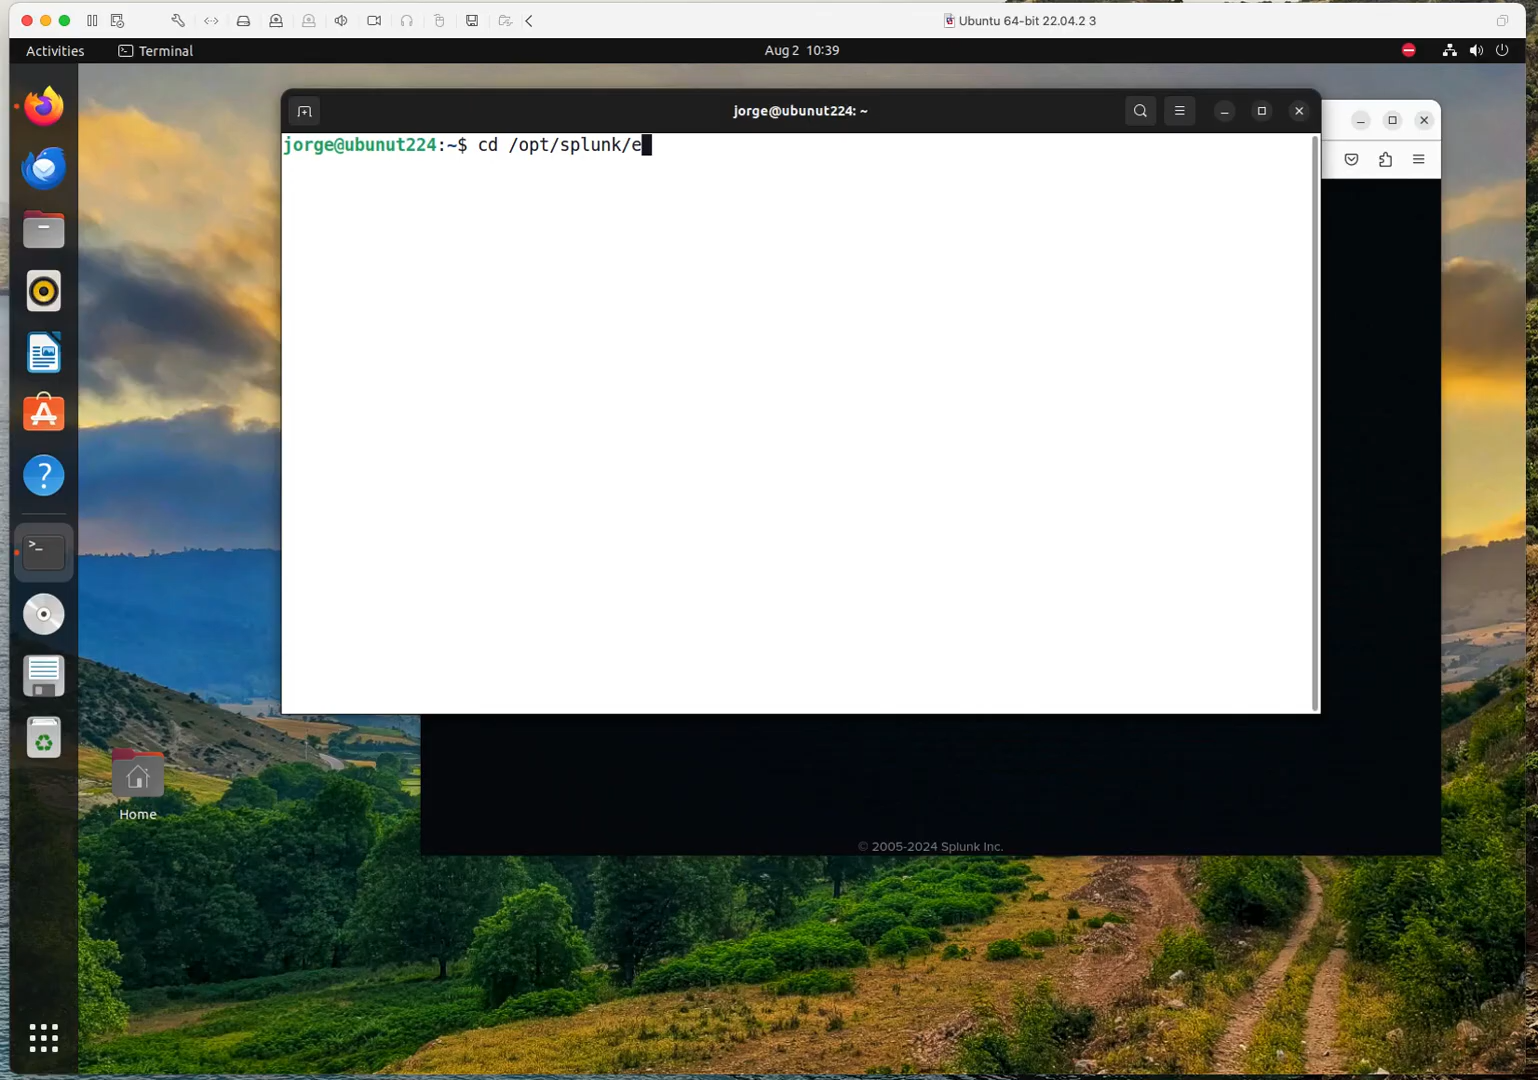 Ubuntu 64-bit 22.04.2 3
Activities
Terminal
Aug 2 10:39
jorge@ubunut224: ~
jorge@ubunut224:~$ cd /opt/splunk/e
Home
© 2005-2024 Splunk Inc.